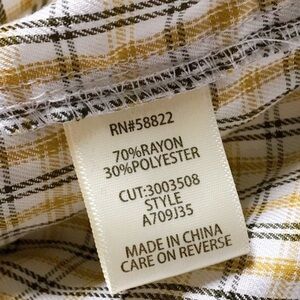 RN#58822
70%RAYON
30%POLYESTER
CUT:3003508
STYLE
A709J35
MADE IN CHINA
CARE ON REVERSE